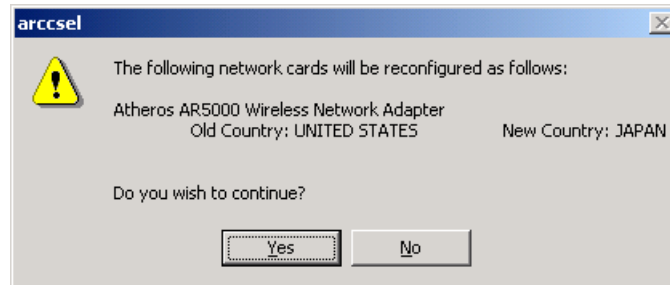 arccsel
The following network cards will be reconfigured as follows:
Atheros AR5000 Wireless Network Adapter
Old Country: UNITED STATES New Country: JAPAN
Do you wish to continue?
Yes No